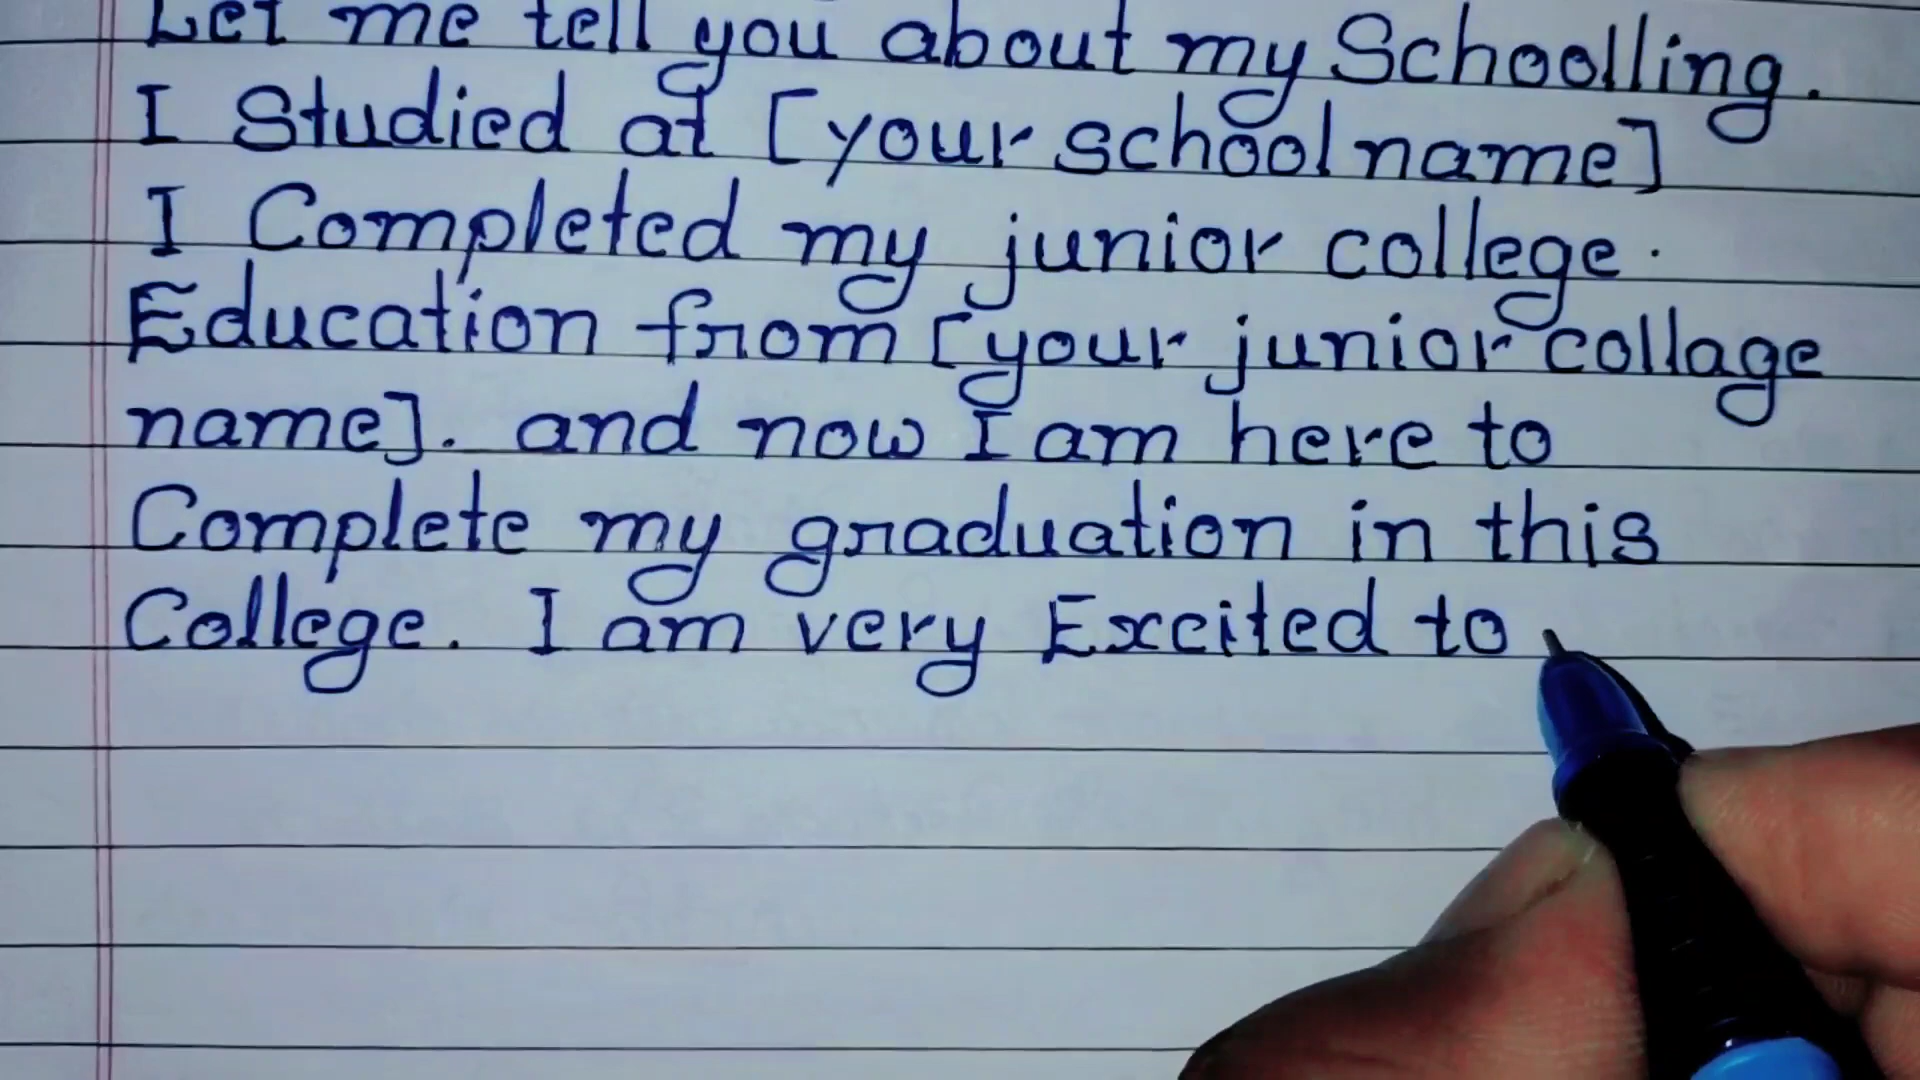 Let me tell you about my Schoolling.
I Studied at [your school name]
I Completed my junior college.
Education from [your junior collage
name]. and now I am here to
Complete my graduation in this
College. I am very Excited to